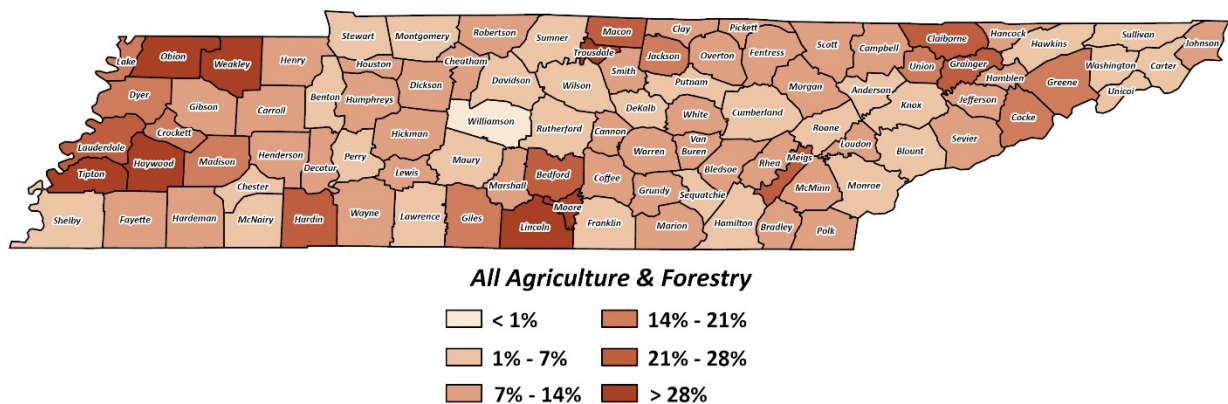 Stewart
Montgomery
Robertson
Sumner
Macon
Clay
Pickett
Scott
Campbell
Claiborne
Hancock
Hawkins
Sullivan
Johnson
Lake
Obion
Weakley
Henry
Houston
Cheatham
Trousdale
Jackson
Overton
Fentress
Union
Grainger
Hamblen
Greene
Washington
Carter
Unicoi
Dyer
Gibson
Carroll
Benton
Humphreys
Dickson
Davidson
Wilson
Smith
Putnam
Morgan
Anderson
Knox
Jefferson
Cocke
Lauderdale
Crockett
Williamson
Rutherford
DeKalb
White
Cumberland
Roane
Loudon
Blount
Sevier
Tipton
Haywood
Madison
Henderson
Decatur
Perry
Hickman
Lewis
Maury
Cannon
Warren
Van
Buren
Bledsoe
Rhea
Meigs
McMinn
Monroe
Shelby
Fayette
Hardeman
Chester
McNairy
Hardin
Wayne
Lawrence
Giles
Marshall
Bedford
Moore
Lincoln
Coffee
Franklin
Grundy
Sequatchie
Marion
Hamilton
Bradley
Polk
All Agriculture & Forestry
< 1%
14% - 21%
1% - 7%
21% - 28%
7% - 14%
> 28%